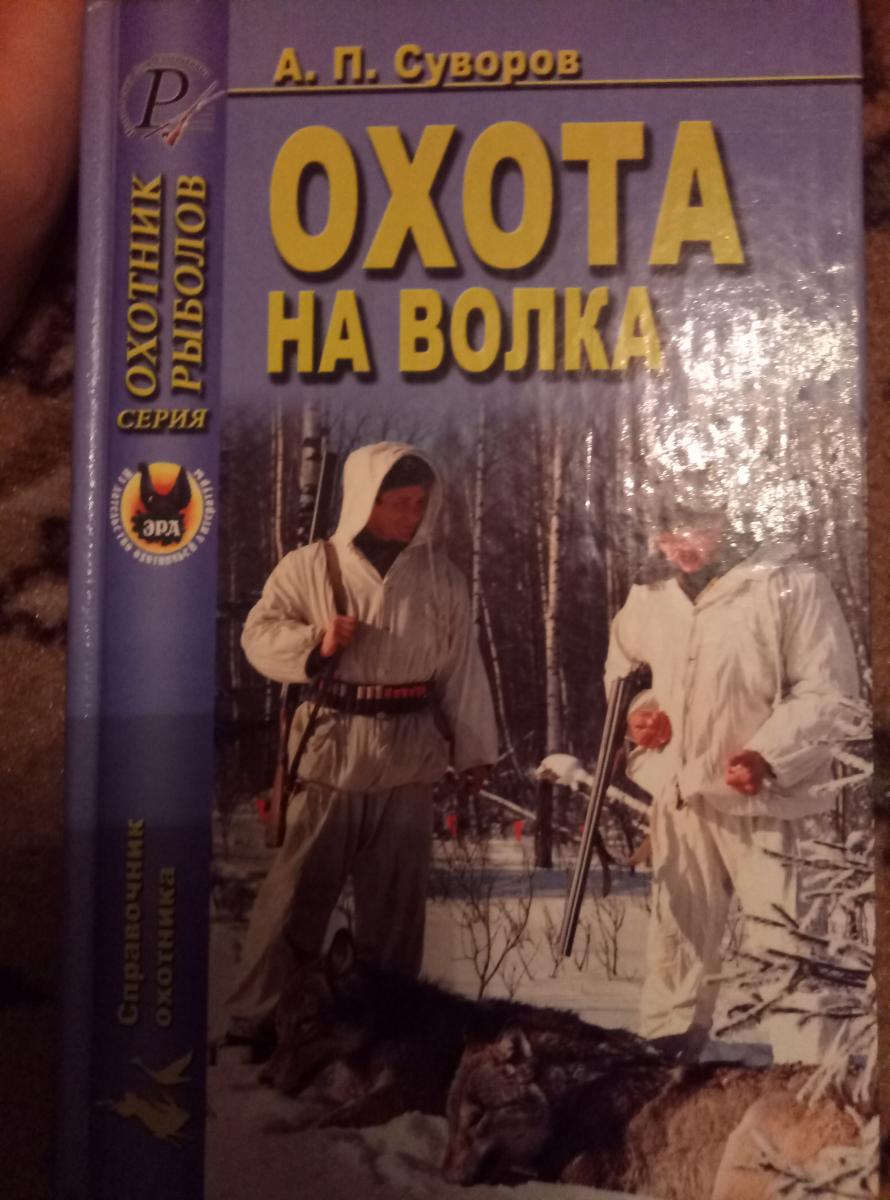 А. П. Суворов
ОХОТА
НА ВОЛКА
Р
ОХОТНИК
РЫБОЛОВ
СЕРИЯ
ЭРА
Справочник
охотника